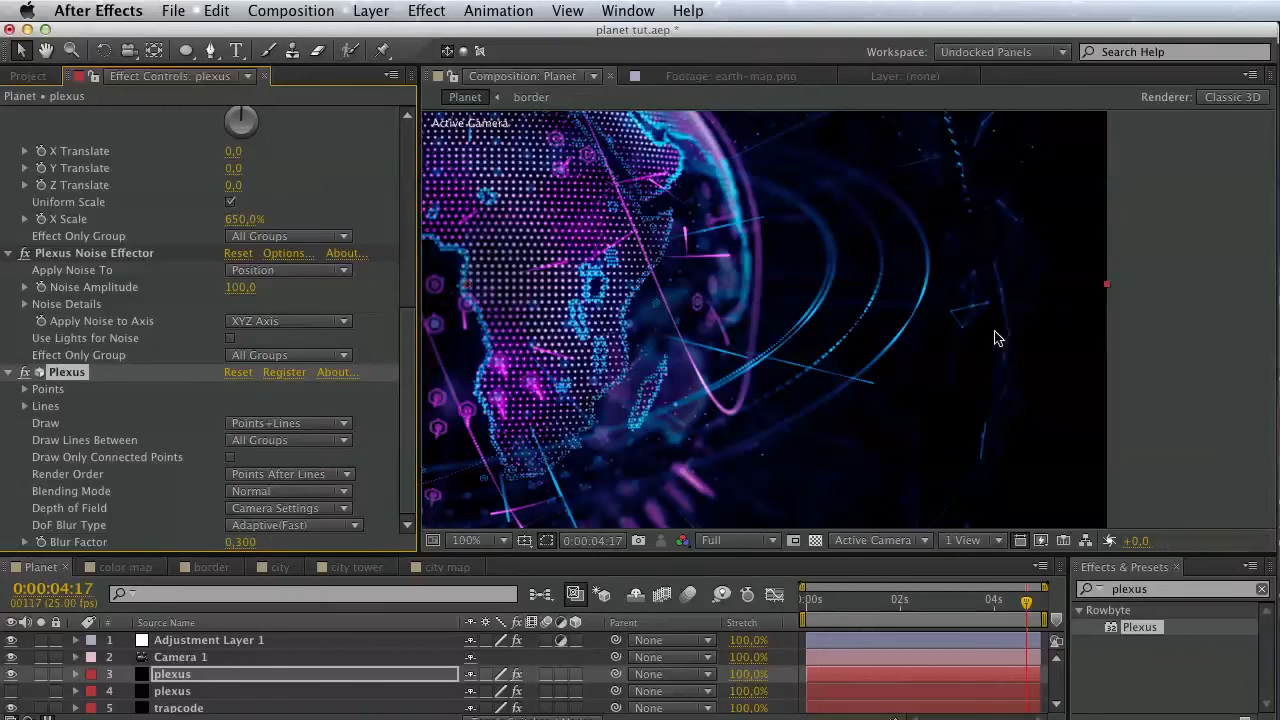 After Effects File Edit Composition Layer Effect Animation View Window Help
planet tut.aep *
Workspace: Undocked Panels Search Help
Project Effect Controls: plexus Composition: Planet Footage: earth-map.png Layer: (none)
Planet • plexus Planet border Renderer: Classic 3D
Active Camera
X Translate 0,0
Y Translate 0,0
Z Translate 0,0
Uniform Scale
X Scale 650,0%
Effect Only Group All Groups
fx Plexus Noise Effector Reset Options... About...
Apply Noise To Position
Noise Amplitude 100,0
Noise Details
Apply Noise to Axis XYZ Axis
Use Lights for Noise
Effect Only Group All Groups
fx Plexus Reset Register About...
Points
Lines
Draw Points+Lines
Draw Lines Between All Groups
Draw Only Connected Points
Render Order Points After Lines
Blending Mode Normal
Depth of Field Camera Settings
DoF Blur Type Adaptive(Fast)
Blur Factor 0,300
100% 0:00:04:17 Full Active Camera 1 View +0,0
Planet color map border city city tower city map Effects & Presets
0:00:04:17
00117 (25.00 fps)
plexus
:00s 02s 04s
Rowbyte
# Source Name Parent Stretch
Plexus
1 Adjustment Layer 1 fx None 100,0%
2 Camera 1 None 100,0%
3 plexus fx None 100,0%
4 plexus fx None 100,0%
5 trapcode fx None 100,0%